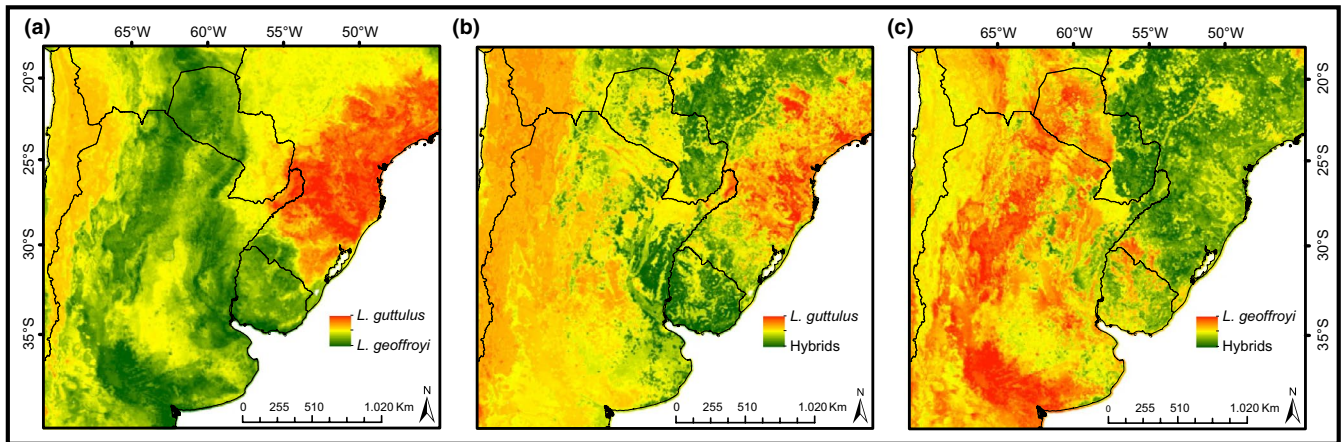 (a)
65°W 60°W 55°W 50°W
20°S
25°S
30°S
35°S
L. guttulus
L. geoffroyi
N
0 255 510 1.020 Km
(b)
L. guttulus
Hybrids
N
0 255 510 1.020 Km
(c)
65°W 60°W 55°W 50°W
20°S
25°S
30°S
35°S
L. geoffroyi
Hybrids
N
0 255 510 1.020 Km